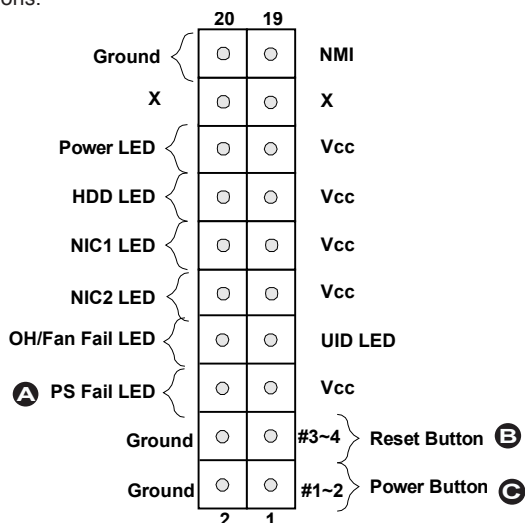 ons:
20 19
Ground NMI
X X
Power LED Vcc
HDD LED Vcc
NIC1 LED Vcc
NIC2 LED Vcc
OH/Fan Fail LED UID LED
A PS Fail LED Vcc
Ground #3~4 Reset Button B
Ground #1~2 Power Button C
2 1